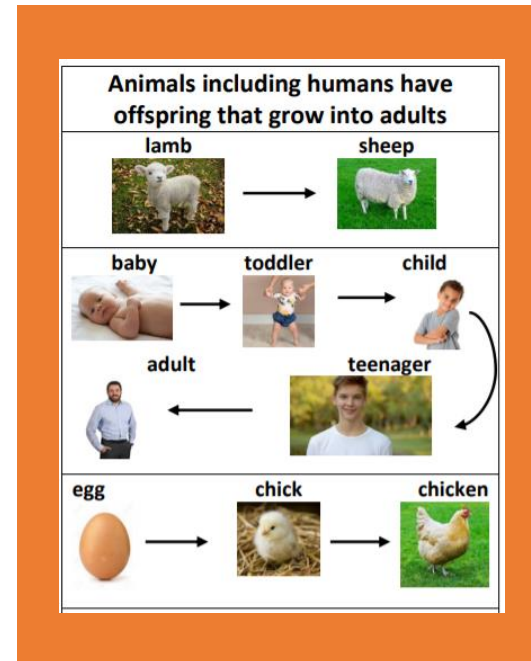 Animals including humans have
offspring that grow into adults
lamb sheep
baby toddler child
adult teenager
egg chick chicken